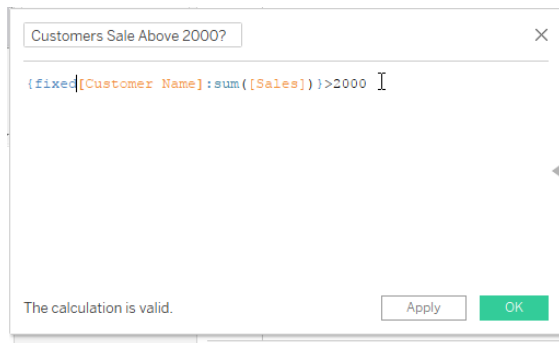 Customers Sale Above 2000?
{fixed[Customer Name]:sum([Sales])}>2000
The calculation is valid.
Apply
OK